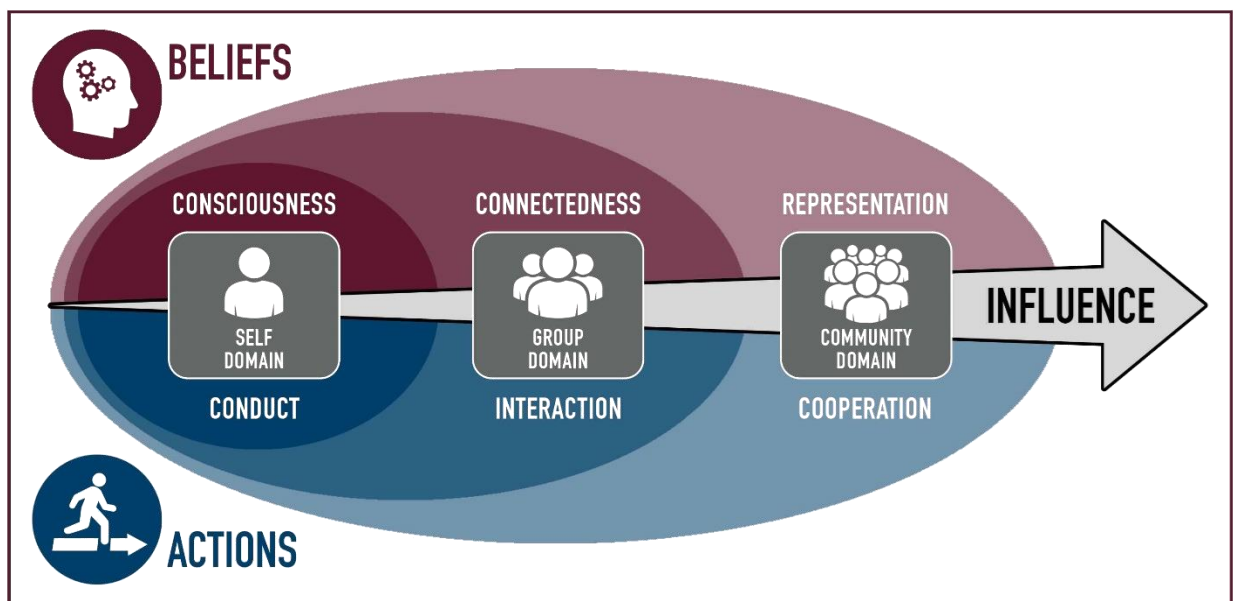 BELIEFS
CONSCIOUSNESS
CONNECTEDNESS
REPRESENTATION
SELF
DOMAIN
GROUP
DOMAIN
COMMUNITY
DOMAIN
INFLUENCE
CONDUCT
INTERACTION
COOPERATION
ACTIONS